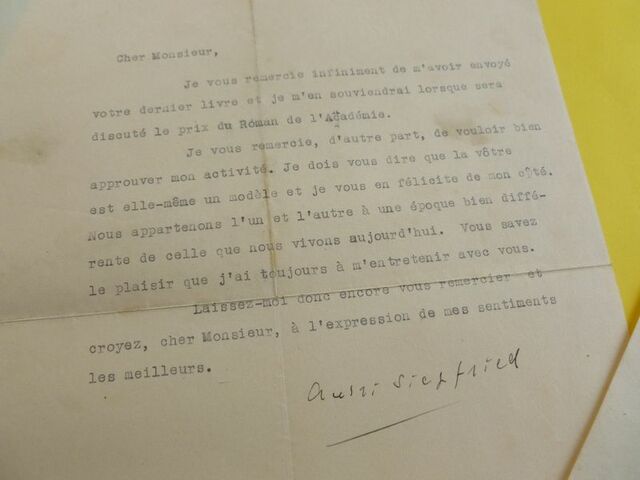 Cher Monsieur,
Je vous remercie infiniment de m'avoir envoyé
votre dernier livre et je m'en souviendrai lorsque sera
discuté le prix du Roman de l'Académie.
Je vous remercie, d'autre part, de vouloir bien
approuver mon activité. Je dois vous dire que la vôtre
est elle-même un modèle et je vous en félicite de mon côté.
Nous appartenons l'un et l'autre à une époque bien diffé-
rente de celle que nous vivons aujourd'hui. Vous savez
le plaisir que j'ai toujours à m'entretenir avec vous.
Laissez-moi donc encore vous remercier et
croyez, cher Monsieur, à l'expression de mes sentiments
les meilleurs.
André Siegfried